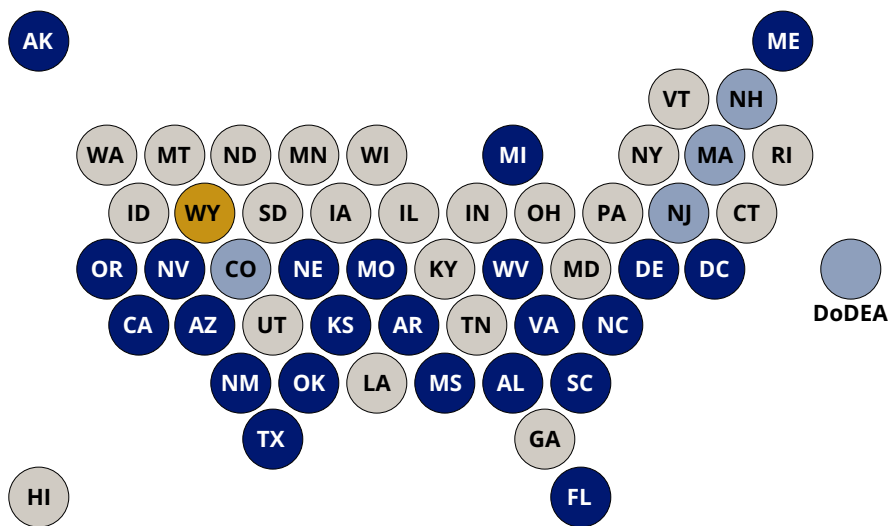 AK ME
VT NH
WA MT ND MN WI MI NY MA RI
ID WY SD IA IL IN OH PA NJ CT
OR NV CO NE MO KY WV MD DE DC
DoDEA
CA AZ UT KS AR TN VA NC
NM OK LA MS AL SC
TX GA
HI FL